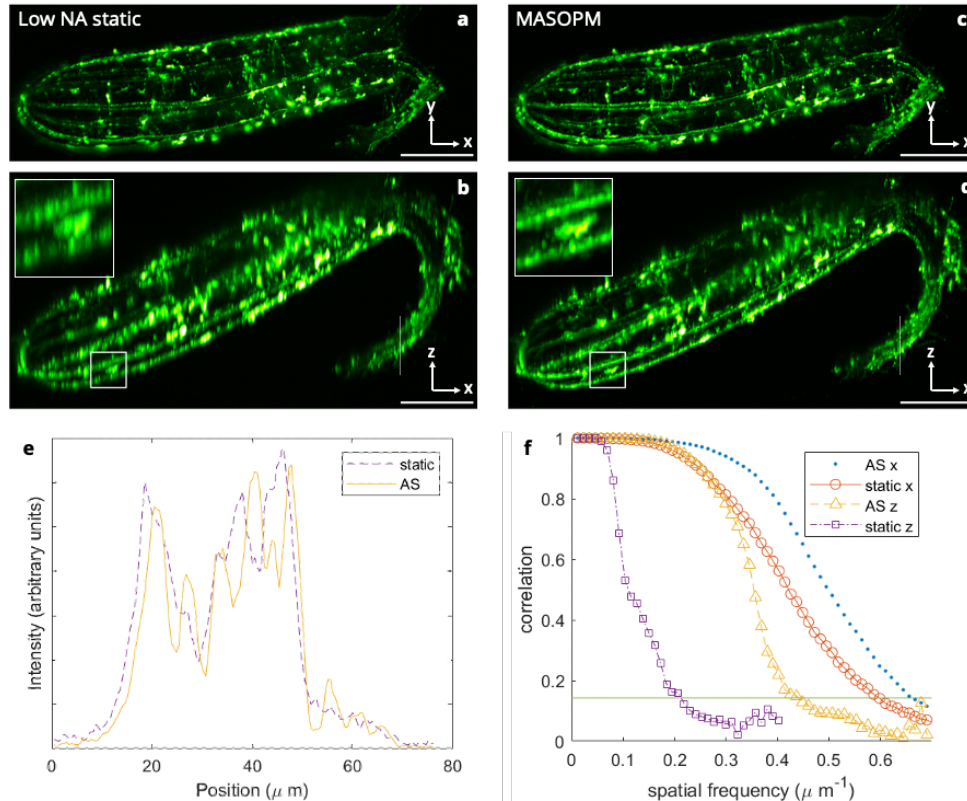 Low NA static
a
MASOPM
c
y
x
y
x
b
d
z
x
z
x
e
static
AS
Intensity (arbitrary units)
0
20
40
60
80
Position (μ m)
f
AS x
static x
AS z
static z
1
0.8
0.6
0.4
0.2
0
correlation
0
0.1
0.2
0.3
0.4
0.5
0.6
spatial frequency (μ m⁻¹)